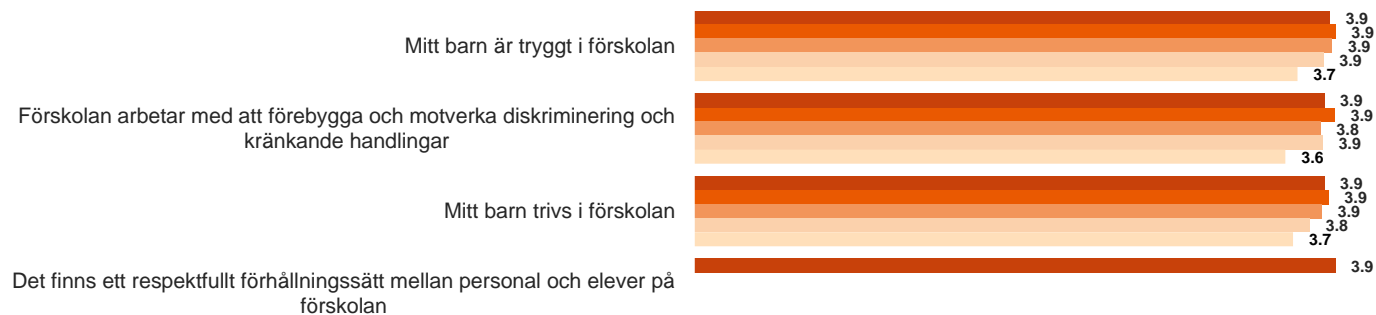 Mitt barn är tryggt i förskolan
3.9
3.9
3.9
3.9
3.7
Förskolan arbetar med att förebygga och motverka diskriminering och
kränkande handlingar
3.9
3.9
3.8
3.9
3.6
Mitt barn trivs i förskolan
3.9
3.9
3.9
3.8
3.7
Det finns ett respektfullt förhållningssätt mellan personal och elever på
förskolan
3.9